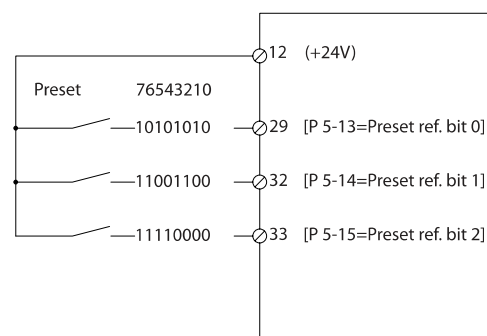 12 (+24V)
Preset 76543210
10101010 29 [P 5-13=Preset ref. bit 0]
11001100 32 [P 5-14=Preset ref. bit 1]
11110000 33 [P 5-15=Preset ref. bit 2]